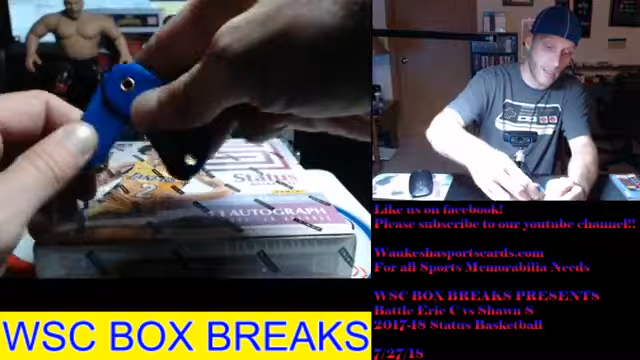 Status
1 AUTOGRAPH
WSC BOX BREAKS
Like us on facebook!
Please subscribe to our youtube channel!!
Waukeshasportscards.com
For all Sports Memorabilia Needs
WSC BOX BREAKS PRESENTS
Battle Eric C vs Shawn S
2017-18 Status Basketball
7/27/18